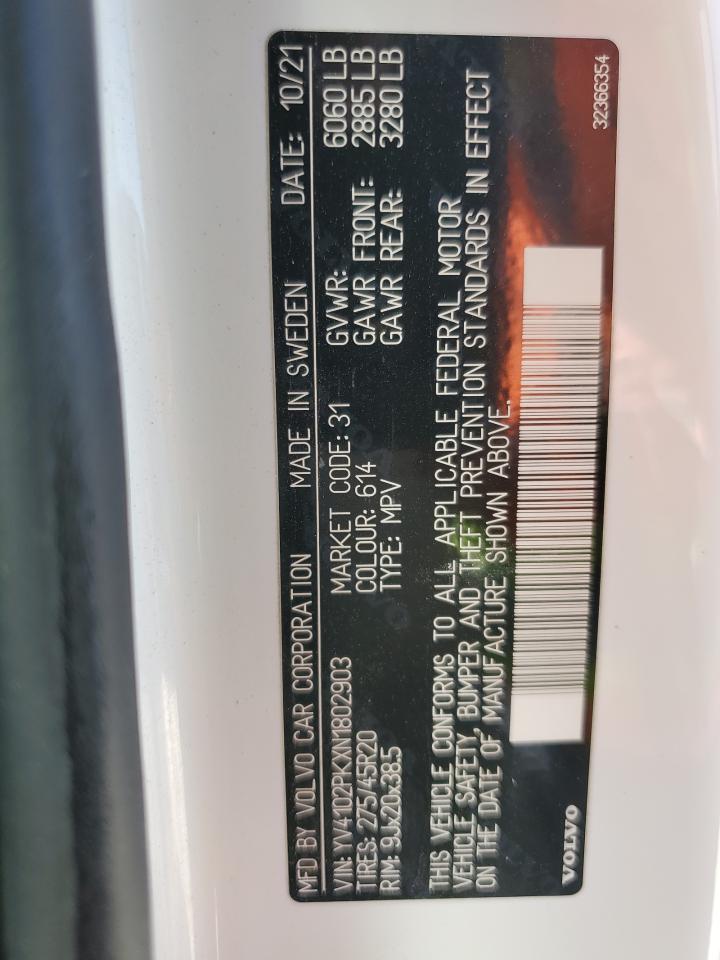 MFD BY VOLVO CAR CORPORATION MADE IN SWEDEN DATE: 10/21
VIN: YV4102PKXM1802903 MARKET CODE: 31 GVWR: 6060 LB
TIRES: 275/45R20 COLOUR: 614 GAWR FRONT: 2885 LB
RIM: 9Jx20x38.5 TYPE: MPV GAWR REAR: 3280 LB
THIS VEHICLE CONFORMS TO ALL APPLICABLE FEDERAL MOTOR
VEHICLE SAFETY, BUMPER AND THEFT PREVENTION STANDARDS IN EFFECT
ON THE DATE OF MANUFACTURE SHOWN ABOVE.
VOLVO 32366354